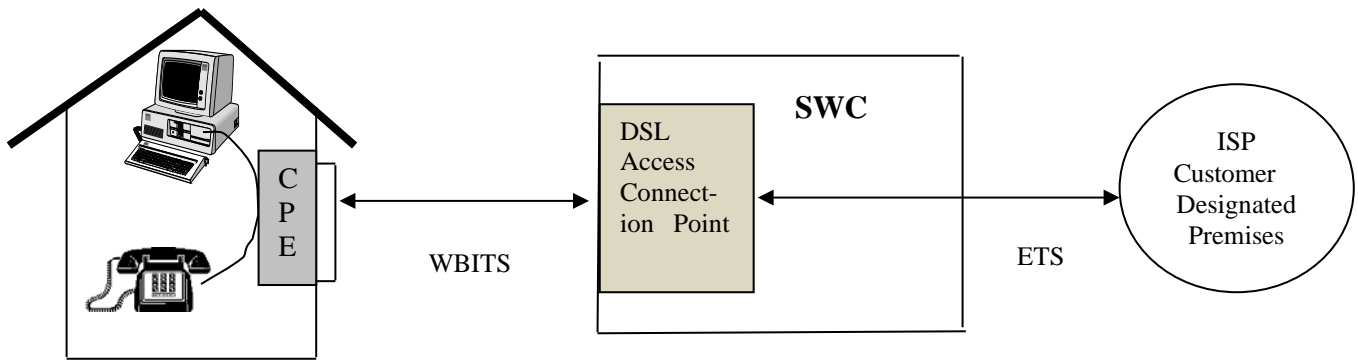 C
P
E
WBITS
DSL
Access
Connect-
ion Point
SWC
ETS
ISP
Customer
Designated
Premises